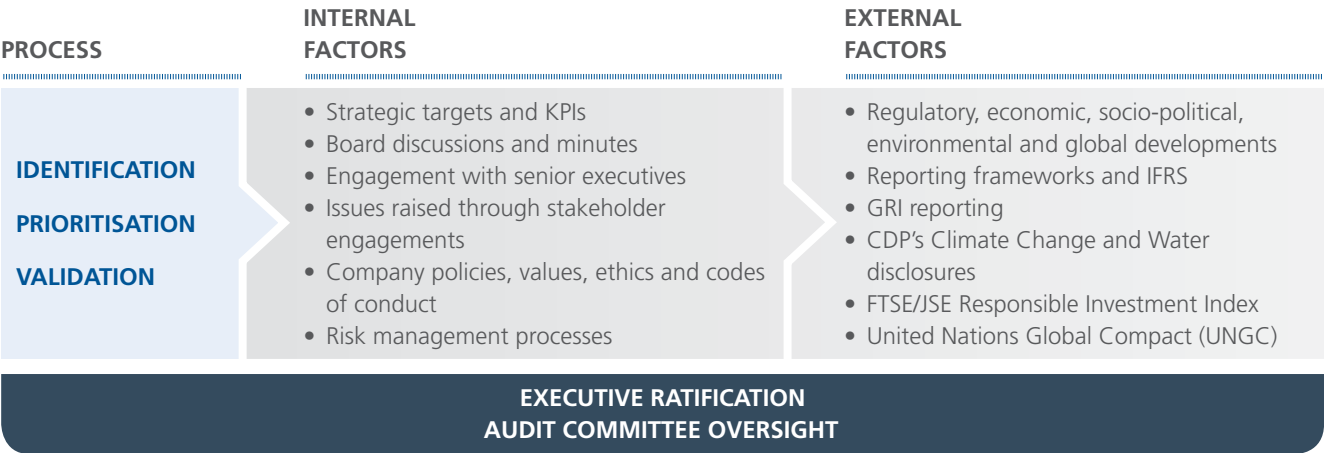 PROCESS
INTERNAL
FACTORS
EXTERNAL
FACTORS
IDENTIFICATION
PRIORITISATION
VALIDATION
• Strategic targets and KPIs
• Board discussions and minutes
• Engagement with senior executives
• Issues raised through stakeholder
engagements
• Company policies, values, ethics and codes
of conduct
• Risk management processes
• Regulatory, economic, socio-political,
environmental and global developments
• Reporting frameworks and IFRS
• GRI reporting
• CDP's Climate Change and Water
disclosures
• FTSE/JSE Responsible Investment Index
• United Nations Global Compact (UNGC)
EXECUTIVE RATIFICATION
AUDIT COMMITTEE OVERSIGHT